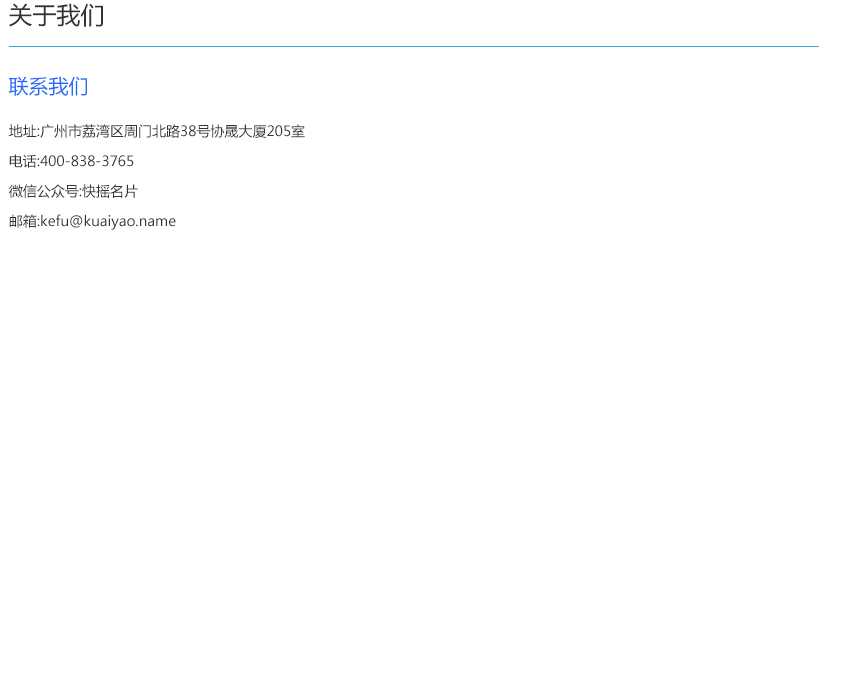 关于我们
联系我们
地址:广州市荔湾区周门北路38号协晟大厦205室
电话:400-838-3765
微信公众号:快摇名片
邮箱:kefu@kuaiyao.name